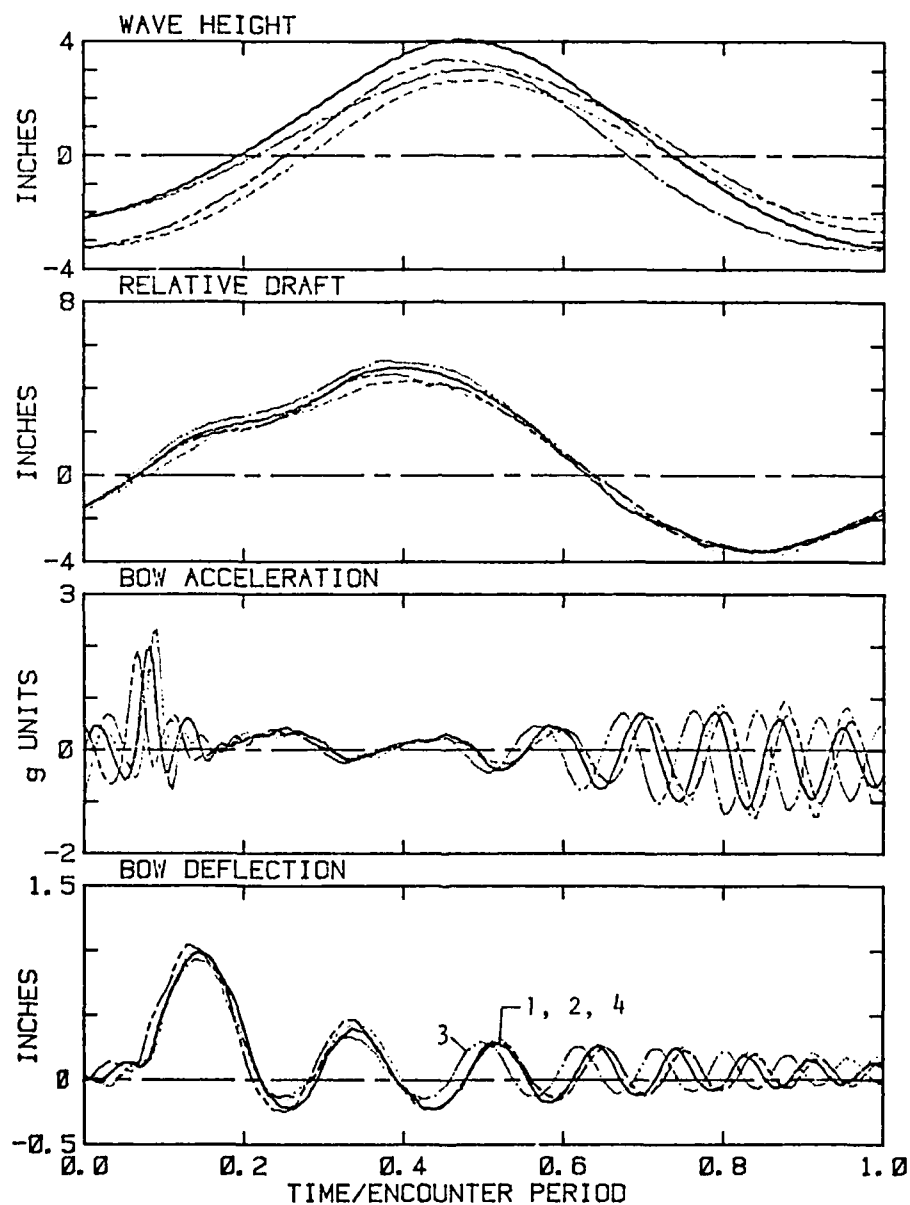 WAVE HEIGHT
4
INCHES
0
-4
RELATIVE DRAFT
8
INCHES
0
-4
BOW ACCELERATION
3
g UNITS
0
-2
BOW DEFLECTION
1.5
INCHES
3
1, 2, 4
0
-0.5
0.0 0.2 0.4 0.6 0.8 1.0
TIME/ENCOUNTER PERIOD